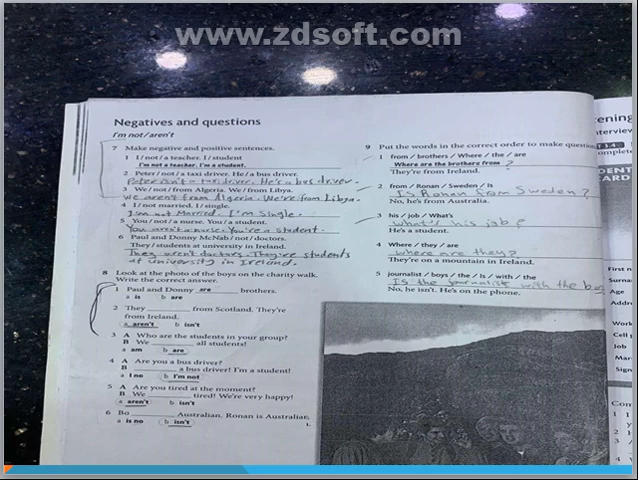 www.zdsoft.com
Negatives and questions
I'm not/aren't
7 Make negative and positive sentences.
1 I/not/a teacher. I/student
I'm not a teacher. I'm a student.
2 Peter/not/a taxi driver. He/a bus driver.
Peter isn't a taxi driver. He's a bus driver.
3 We/not/from Algeria. We/from Libya.
we aren't from Algeria. We're from Libya.
4 I/not married. I/single.
I'm not Married. I'm single.
5 You/not/a nurse. You/a student.
You aren't a nurse. You're a student.
6 Paul and Donny McNab/not/doctors.
They/students at university in Ireland.
They aren't doctors. They're students
at university in Ireland.
8 Look at the photo of the boys on the charity walk.
Write the correct answer.
1 Paul and Donny are brothers.
a is b are
2 They from Scotland. They're
from Ireland.
a aren't b isn't
3 A Who are the students in your group?
B We all students!
a am b are
4 A Are you a bus driver?
B a bus driver! I'm a student!
a I no b I'm not
5 A Are you tired at the moment?
B We tired! We're very happy!
a aren't b isn't
6 Bo Australian. Ronan is Australian.
a is no b isn't
9 Put the words in the correct order to make
1 from / brothers / Where / the / are
Where are the brothers from ?
They're from Ireland.
2 from / Ronan / Sweden / Is
Is Ronan from Sweden?
No, he's from Australia.
3 his / job / What's
what's his job?
He's a student.
4 Where / they / are
where are they?
They're on a mountain in Ireland.
5 journalist / boys / the / Is / with / the
Is the journalist with the
No, he isn't. He's on the phone.
First n
Age
Job